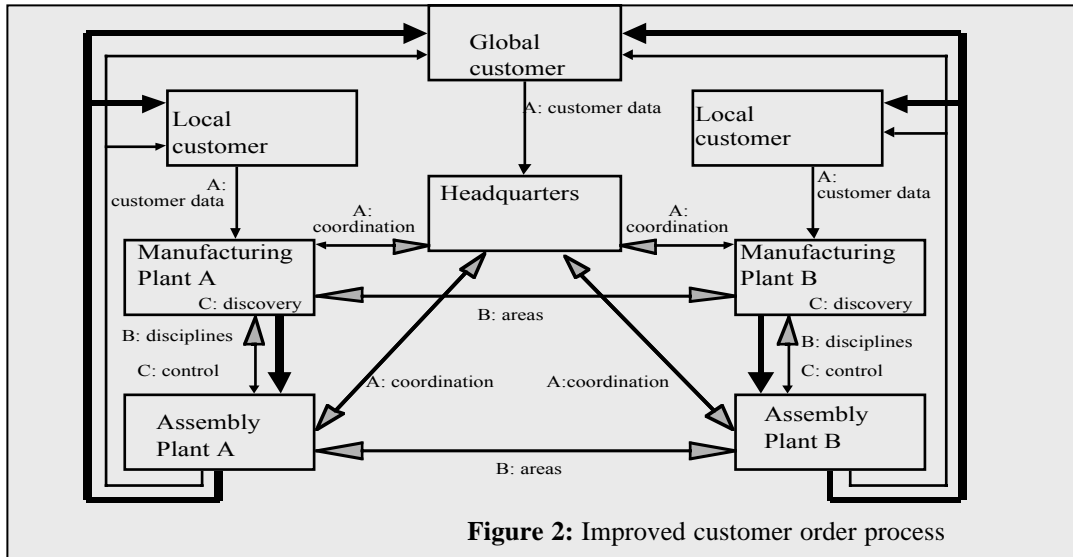 Global
customer
A: customer data
Local
customer
Local
customer
A:
customer data
A:
customer data
Headquarters
A:
coordination
A:
coordination
Manufacturing
Plant A
C: discovery
Manufacturing
Plant B
C: discovery
B: areas
B: disciplines
C: control
B: disciplines
C: control
A: coordination
A:coordination
Assembly
Plant A
Assembly
Plant B
B: areas
Figure 2: Improved customer order process